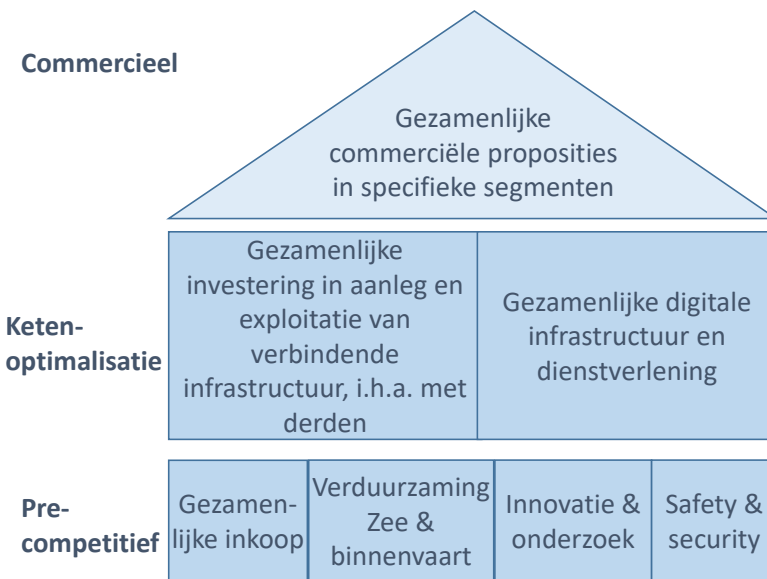 Commercieel
Gezamenlijke
commerciële proposities
in specifieke segmenten
Keten-
optimalisatie
Gezamenlijke
investering in aanleg en
exploitatie van
verbindende
infrastructuur, i.h.a. met
derden
Gezamenlijke digitale
infrastructuur en
dienstverlening
Pre-
competitief
Gezamen-
lijke inkoop
Verduurzaming
Zee &
binnenvaart
Innovatie &
onderzoek
Safety &
security